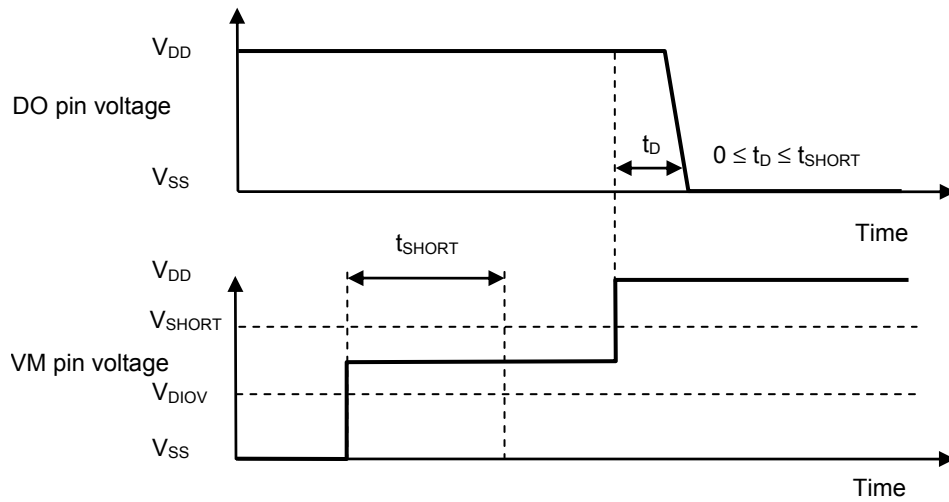 V_DD
DO pin voltage
t_D
0 ≤ t_D ≤ t_SHORT
V_SS
Time
t_SHORT
V_DD
V_SHORT
VM pin voltage
V_DIOV
V_SS
Time